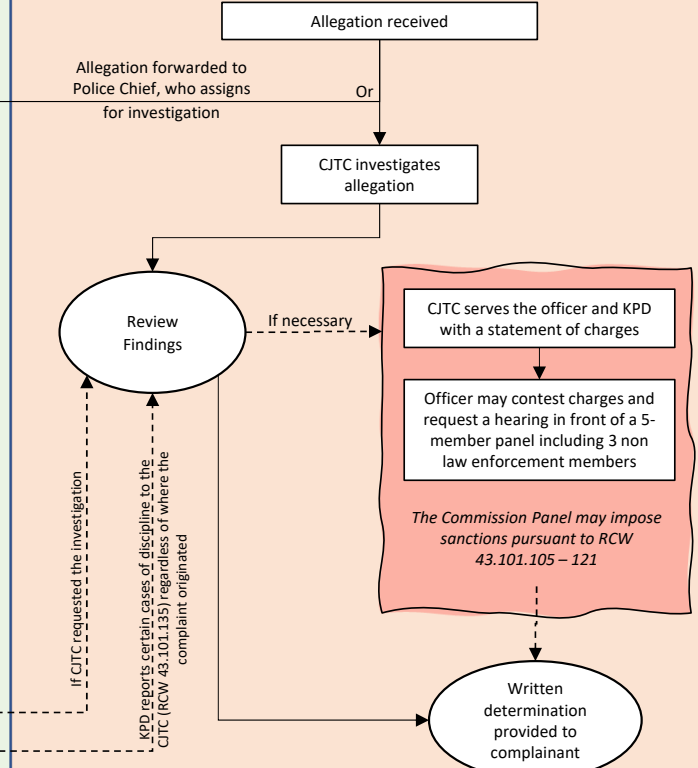 Allegation received
Allegation forwarded to
Police Chief, who assigns
for investigation
Or
CJTC investigates
allegation
Review
Findings
If necessary
CJTC serves the officer and KPD
with a statement of charges
Officer may contest charges and
request a hearing in front of a 5-
member panel including 3 non
law enforcement members
The Commission Panel may impose
sanctions pursuant to RCW
43.101.105 – 121
If CJTC requested the investigation
KPD reports certain cases of discipline to the
CJTC (RCW 43.101.135) regardless of where the
complaint originated
Written
determination
provided to
complainant